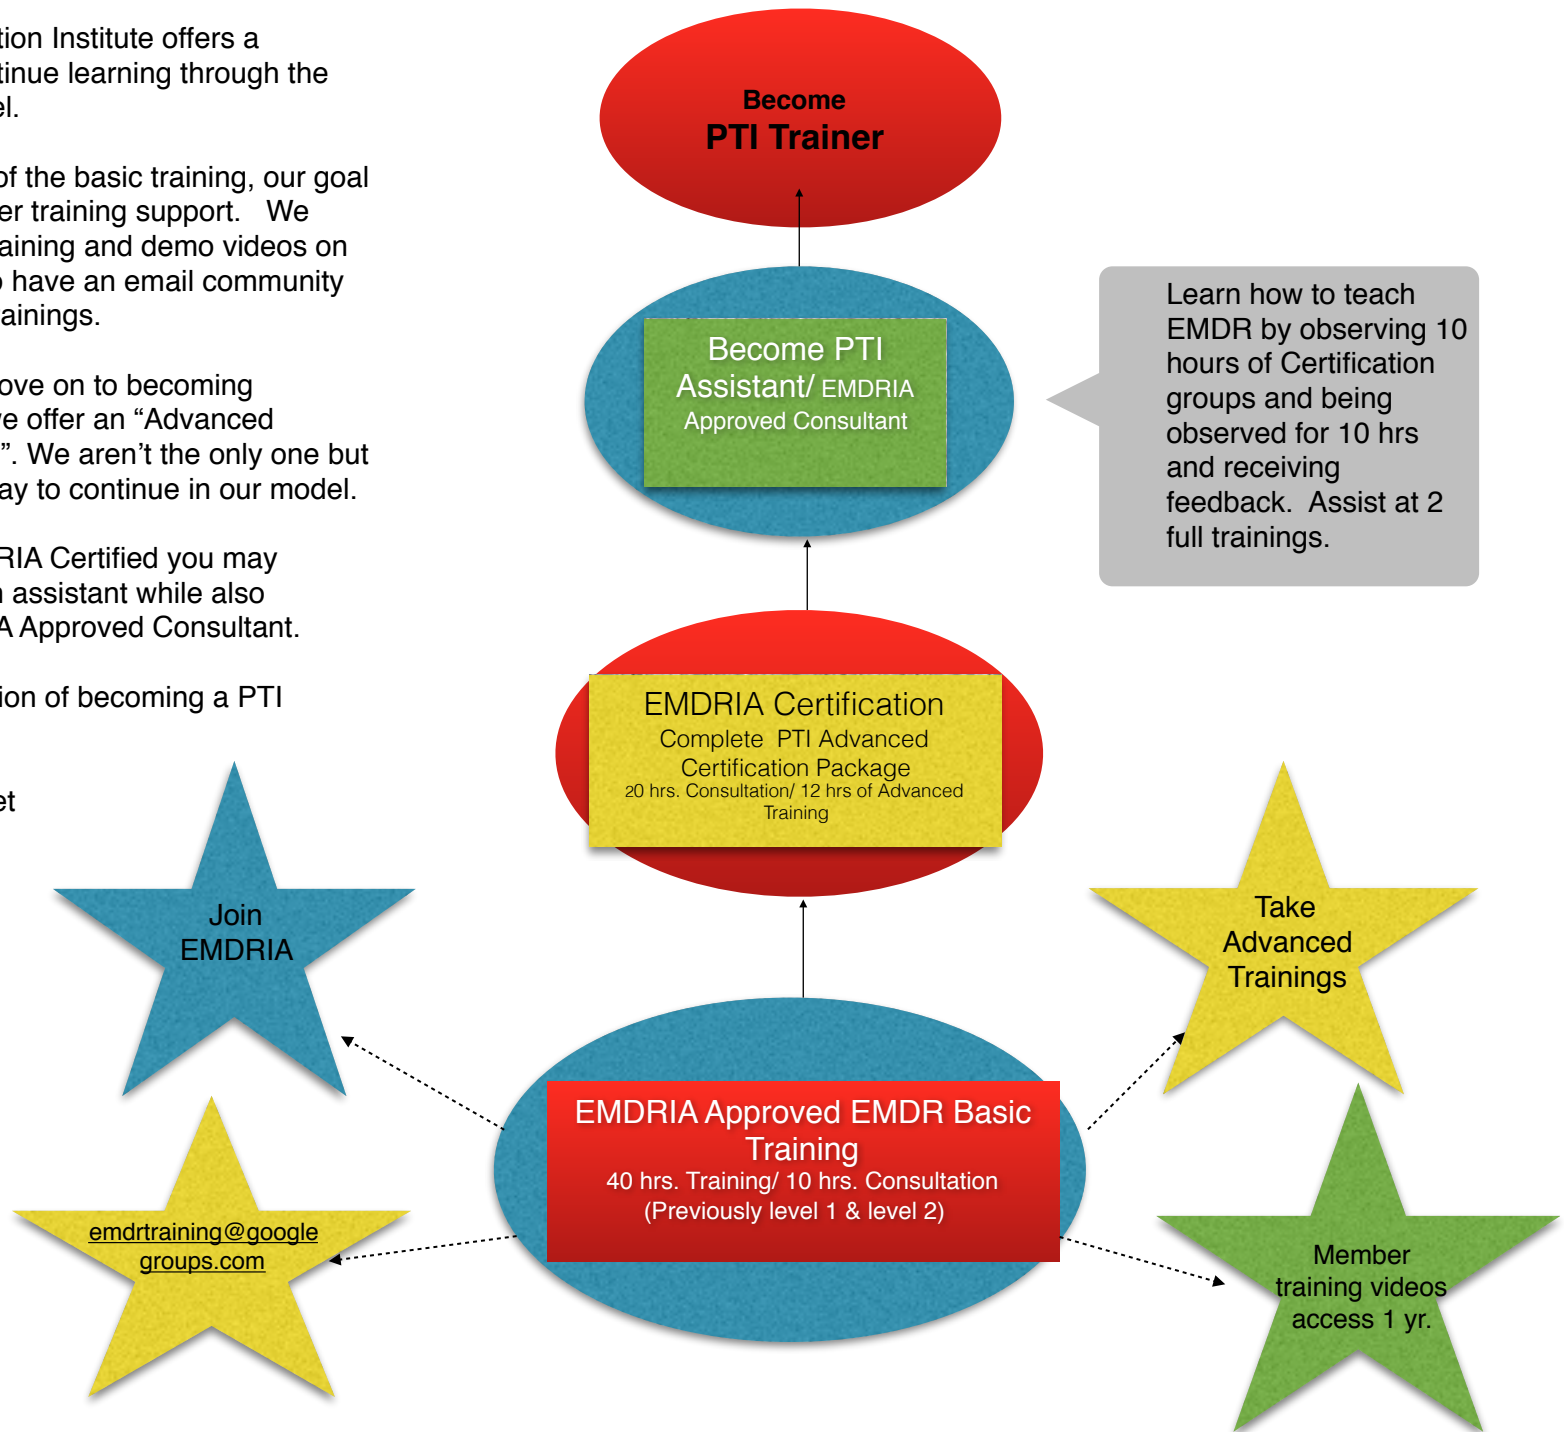 tion Institute offers a
tinue learning through the
el.
of the basic training, our goal
er training support.   We
raining and demo videos on
o have an email community
rainings.
ove on to becoming
ve offer an “Advanced
”. We aren’t the only one but
ay to continue in our model.
RIA Certified you may
n assistant while also
A Approved Consultant.
ion of becoming a PTI
et
Become
PTI Trainer
Become PTI
Assistant/ EMDRIA
Approved Consultant
Learn how to teach
EMDR by observing 10
hours of Certification
groups and being
observed for 10 hrs
and receiving
feedback.  Assist at 2
full trainings.
EMDRIA Certification
Complete  PTI Advanced
Certification Package
20 hrs. Consultation/ 12 hrs of Advanced
Training
Join
EMDRIA
Take
Advanced
Trainings
EMDRIA Approved EMDR Basic
Training
40 hrs. Training/ 10 hrs. Consultation
(Previously level 1 & level 2)
emdrtraining@google
groups.com
Member
training videos
access 1 yr.